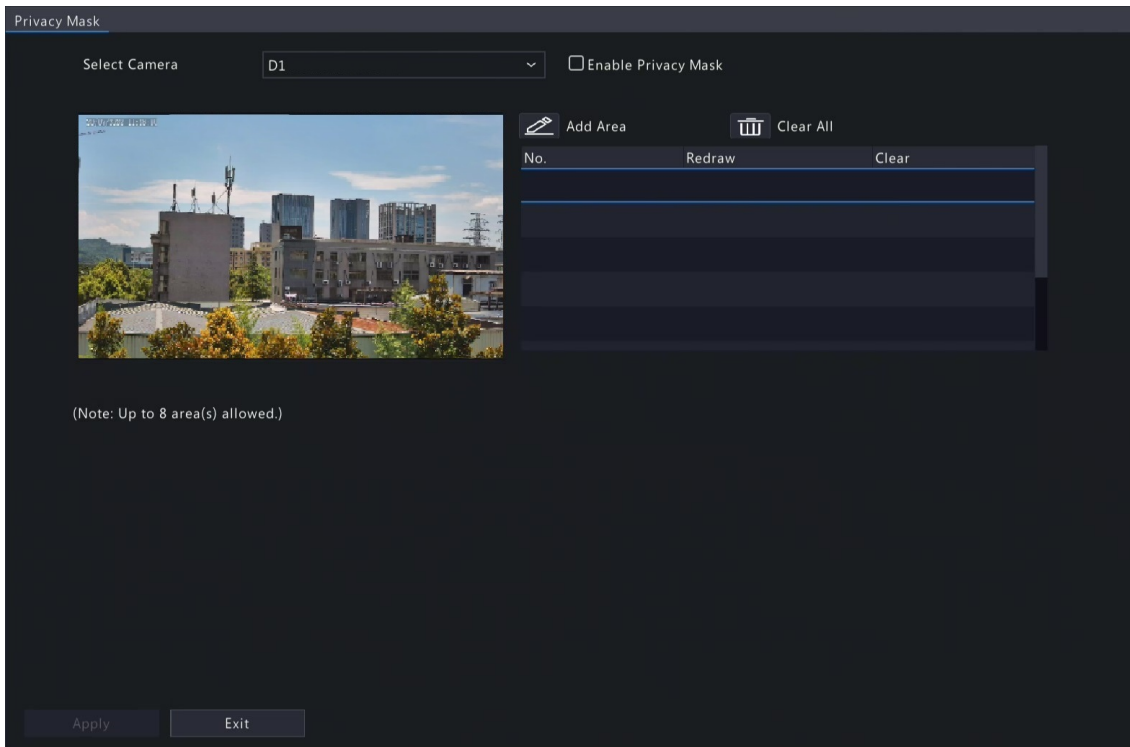 Privacy Mask
Select Camera
D1
Enable Privacy Mask
Add Area
Clear All
No.
Redraw
Clear
(Note: Up to 8 area(s) allowed.)
Apply
Exit